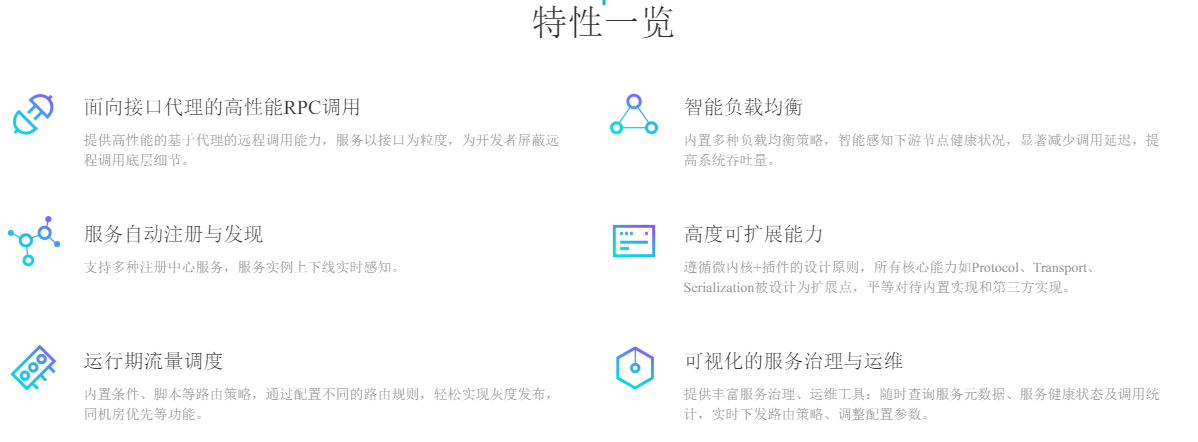 特性一览
面向接口代理的高性能RPC调用
提供高性能的基于代理的远程调用能力，服务以接口为粒度，为开发者屏蔽远
程调用底层细节。
智能负载均衡
内置多种负载均衡策略，智能感知下游节点健康状况，显著减少调用延迟，提
高系统吞吐量。
服务自动注册与发现
支持多种注册中心服务，服务实例上下线实时感知。
高度可扩展能力
遵循微内核+插件的设计原则，所有核心能力如Protocol、Transport、
Serialization被设计为扩展点，平等对待内置实现和第三方实现。
运行期流量调度
内置条件、脚本等路由策略，通过配置不同的路由规则，轻松实现灰度发布，
同机房优先等功能。
可视化的服务治理与运维
提供丰富服务治理、运维工具：随时查询服务元数据、服务健康状态及调用统
计，实时下发路由策略、调整配置参数。